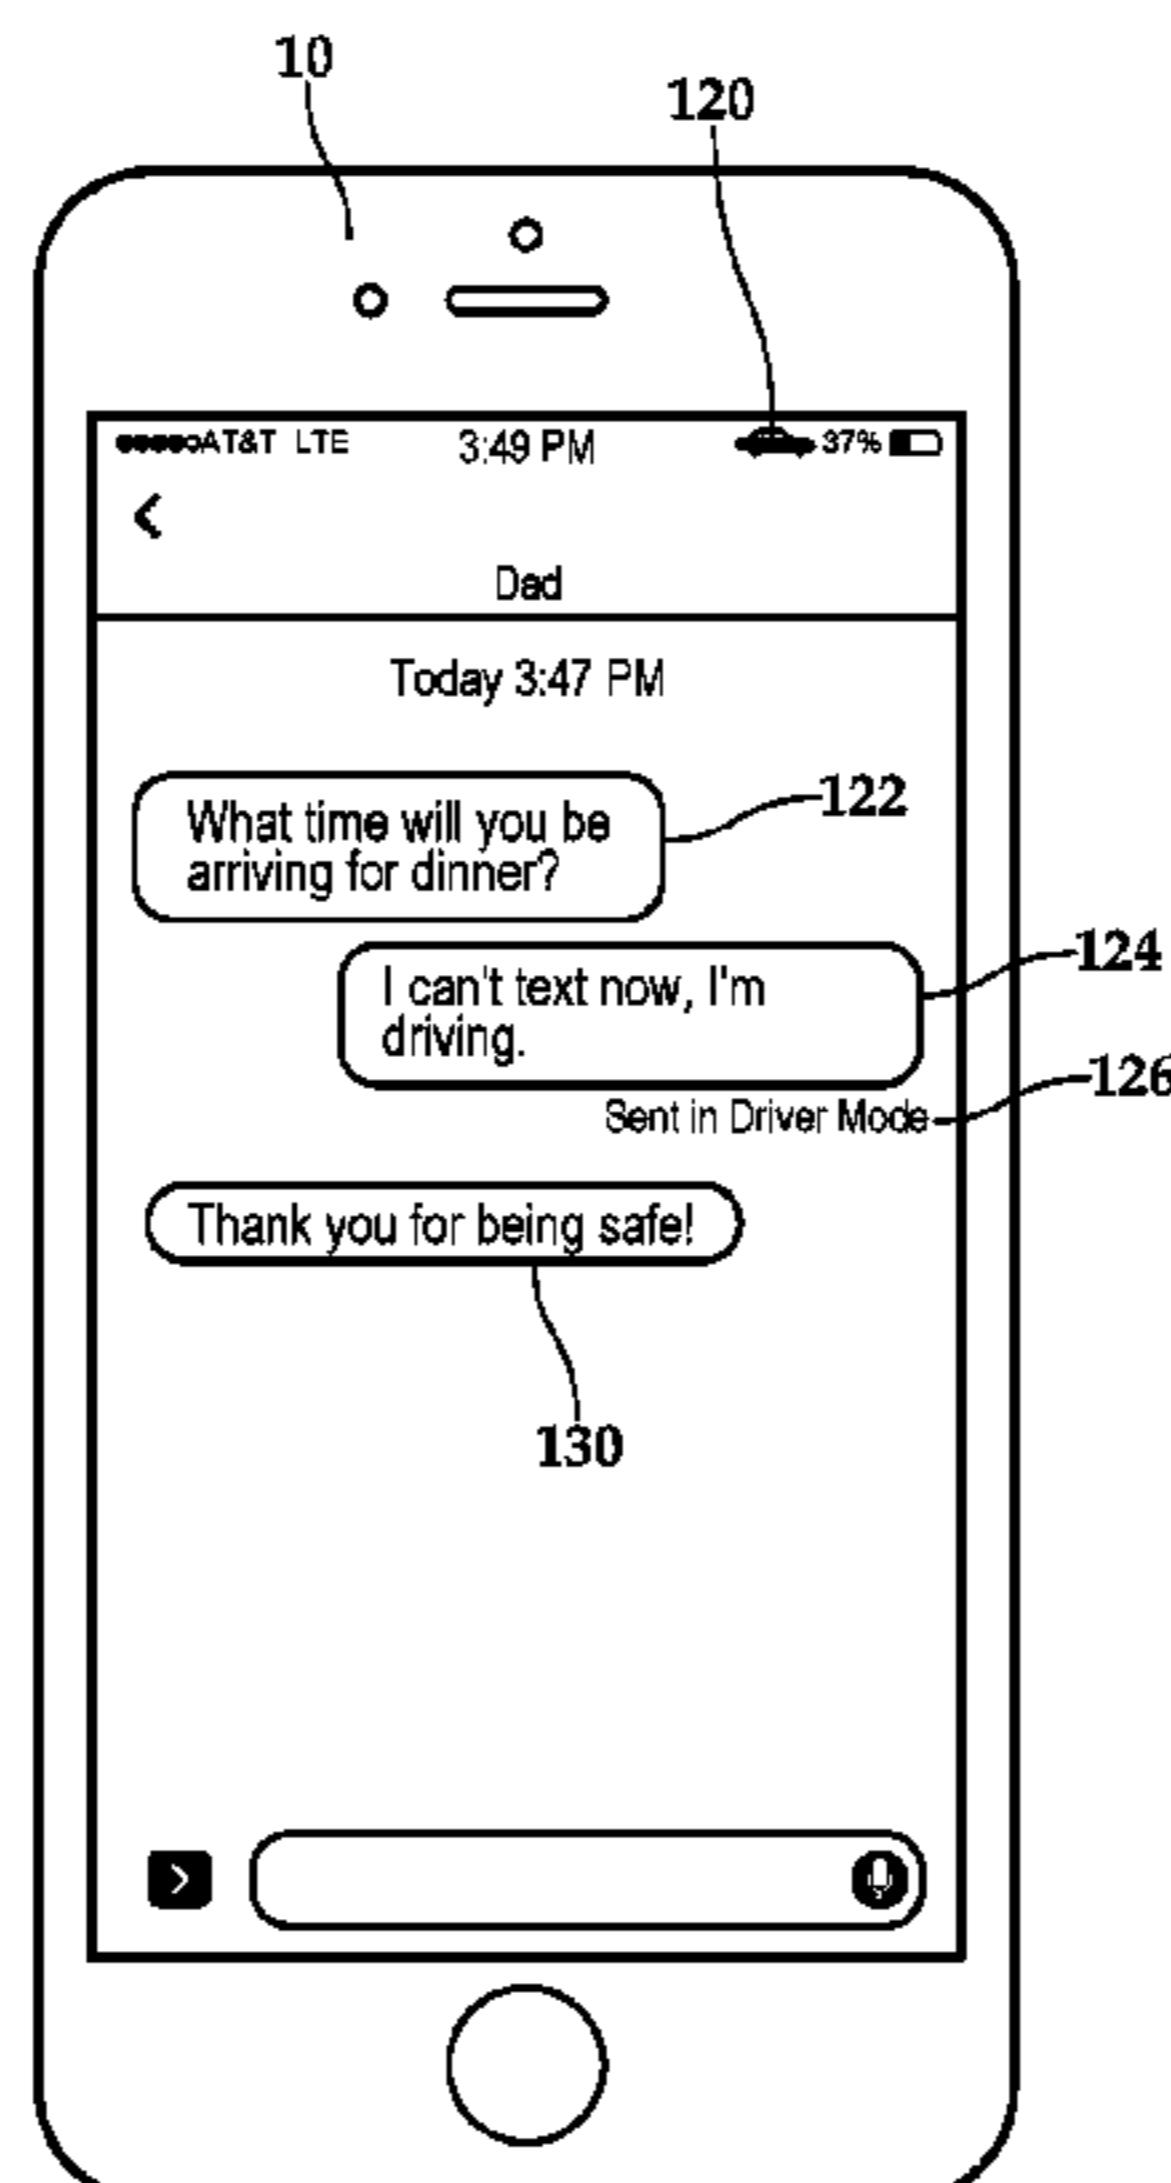 10
120
AT&T LTE 3:49 PM 37%
Dad
Today 3:47 PM
What time will you be
arriving for dinner?
122
I can't text now, I'm
driving.
124
Sent in Driver Mode
126
Thank you for being safe!
130